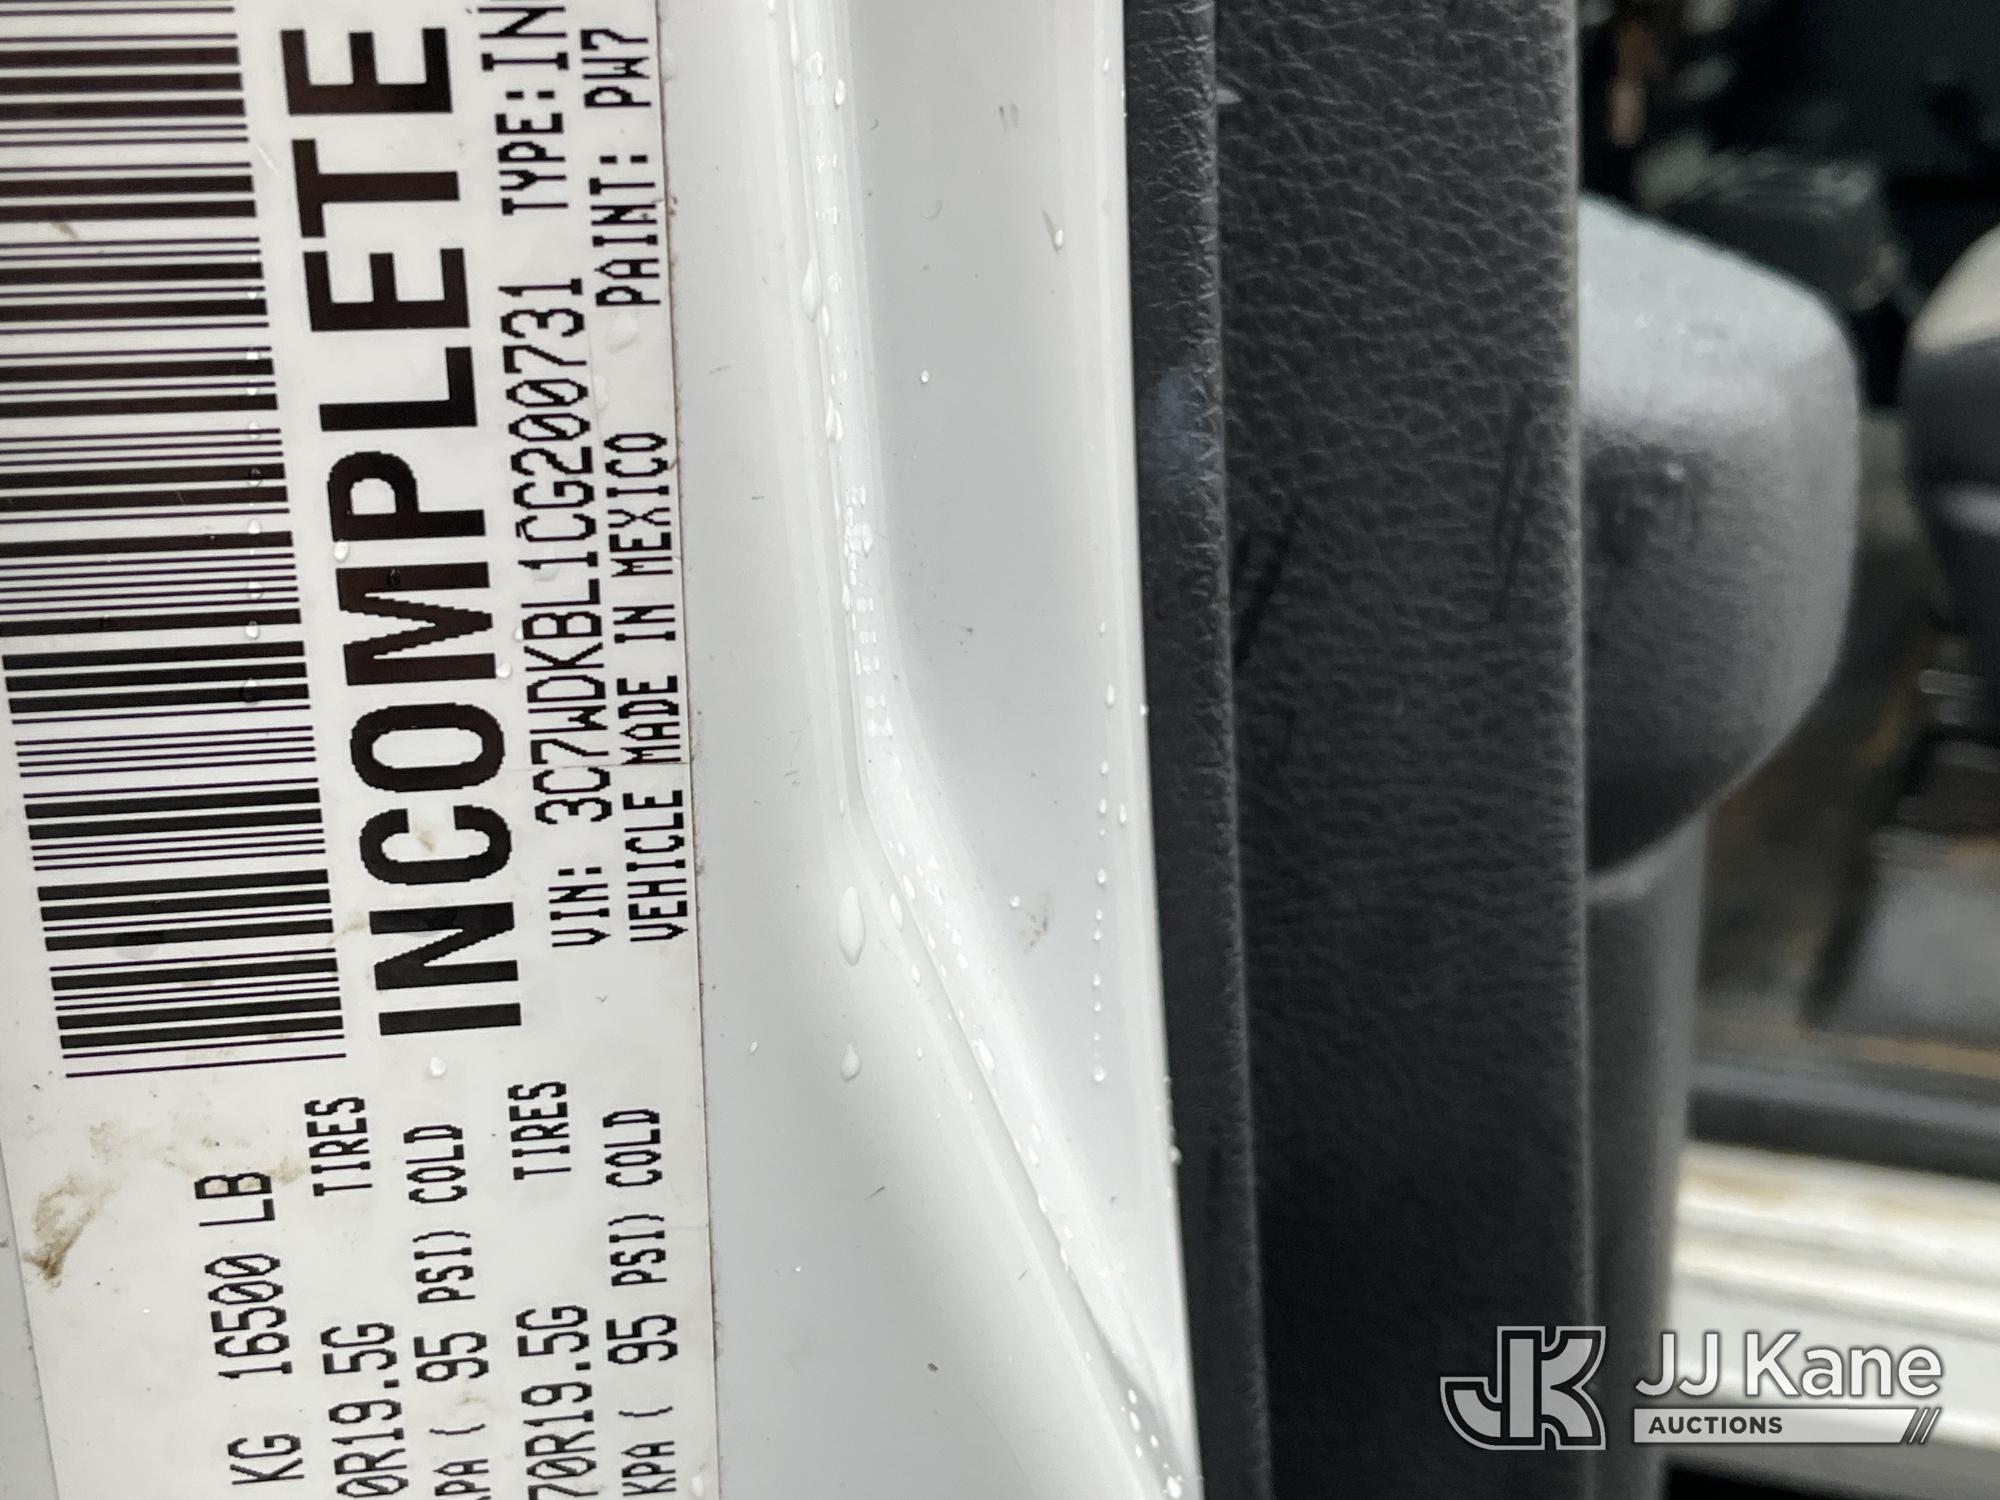 KG 16500 LB
0R19.5G TIRES
KPA ( 95 PSI) COLD
70R19.5G TIRES
KPA ( 95 PSI) COLD
INCOMPLETE
VIN: 3C7WDKBL1CG200731 TYPE: IN
VEHICLE MADE IN MEXICO PAINT: PW7
JJ Kane
AUCTIONS